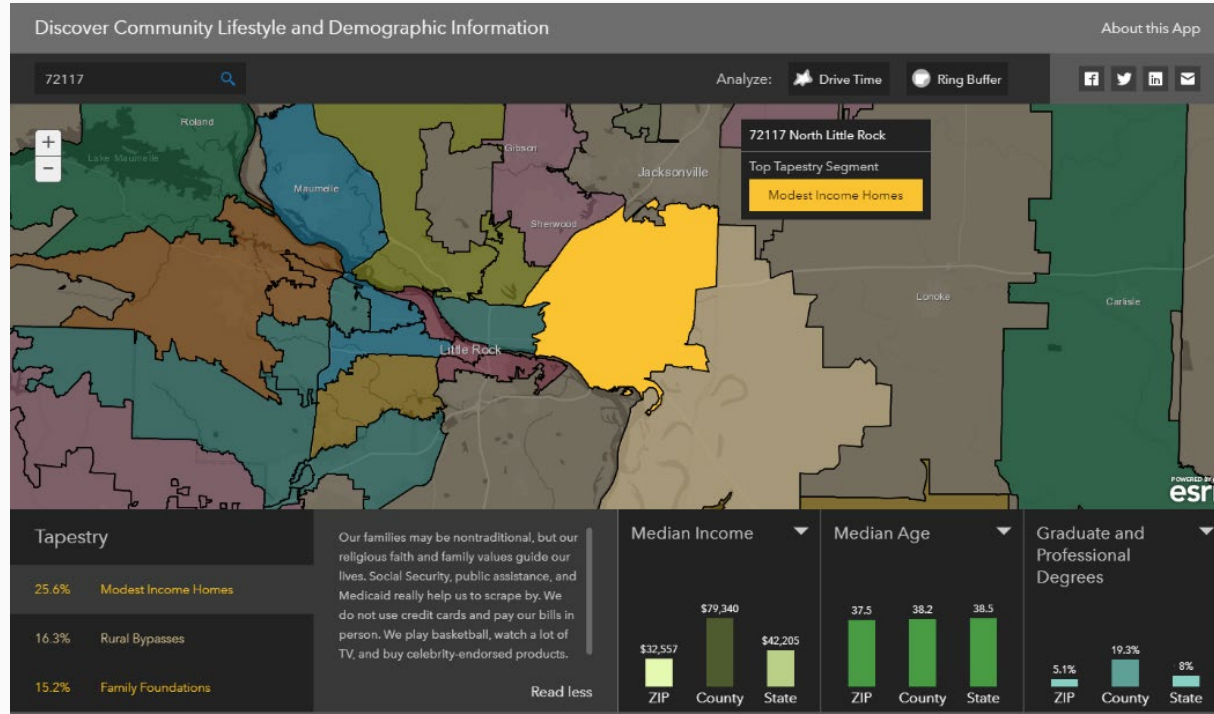 Discover Community Lifestyle and Demographic Information
About this App
72117
Analyze:
Drive Time
Ring Buffer
+
−
Roland
Lake Maumelle
Maumelle
Gibson
Jacksonville
Sherwood
Little Rock
Lonoke
Carlisle
72117 North Little Rock
Top Tapestry Segment
Modest Income Homes
POWERED BY
esri
Tapestry
25.6% Modest Income Homes
16.3% Rural Bypasses
15.2% Family Foundations
Our families may be nontraditional, but our
religious faith and family values guide our
lives. Social Security, public assistance, and
Medicaid really help us to scrape by. We
do not use credit cards and pay our bills in
person. We play basketball, watch a lot of
TV, and buy celebrity-endorsed products.
Read less
Median Income
$32,557
$79,340
$42,205
ZIP County State
Median Age
37.5
38.2
38.5
ZIP County State
Graduate and
Professional
Degrees
5.1%
19.3%
8%
ZIP County State